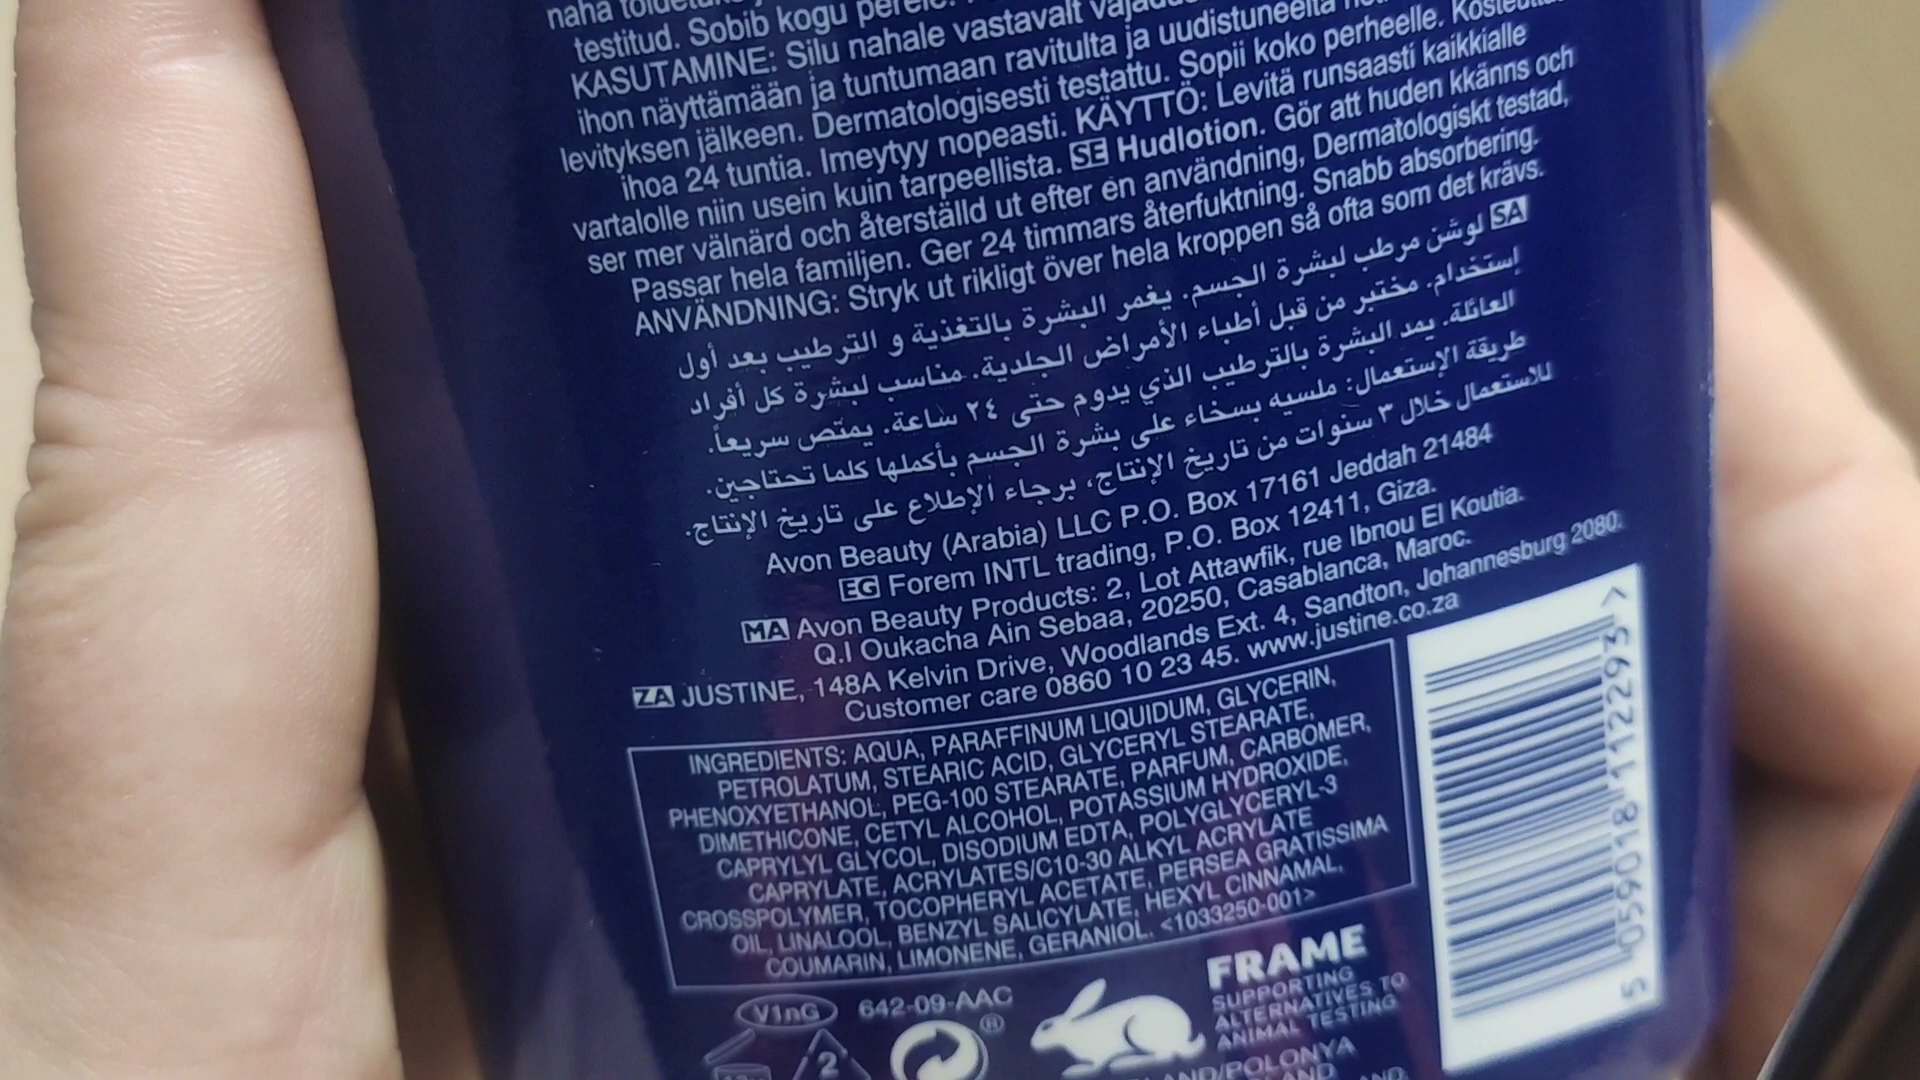 naha
testitud. Sobib kogu perele.
KASUTAMINE: Silu nahale vastavalt
ihon näyttämään ja tuntumaan ravitulta ja uudistuneelta
levityksen jälkeen. Dermatologisesti testattu. Sopii koko perheelle.
ihoa 24 tuntia. Imeytyy nopeasti. KÄYTTÖ: Levitä runsaasti kaikkialle
vartalolle niin usein kuin tarpeellista. SE Hudlotion. Gör att huden kkänns och
ser mer välnärd och återställd ut efter en användning, Dermatologiskt testad,
Passar hela familjen. Ger 24 timmars återfuktning. Snabb absorbering.
ANVÄNDNING: Stryk ut rikligt över hela kroppen så ofta som det krävs.
SA لوشن مرطب لبشرة الجسم. يغمر البشرة بالتغذية و الترطيب بعد أول
إستخدام. مختبر من قبل أطباء الأمراض الجلدية. مناسب لبشرة كل أفراد
العائلة. يمد البشرة بالترطيب الذي يدوم حتى ٢٤ ساعة. يمتص سريعاً.
طريقة الإستعمال: ملسيه بسخاء على بشرة الجسم بأكملها كلما تحتاجين.
للاستعمال خلال ٣ سنوات من تاريخ الإنتاج، برجاء الإطلاع على تاريخ الإنتاج.
Avon Beauty (Arabia) LLC P.O. Box 17161 Jeddah 21484
EG Forem INTL trading, P.O. Box 12411, Giza.
MA Avon Beauty Products: 2, Lot Attawfik, rue Ibnou El Koutia.
Q.I Oukacha Ain Sebaa, 20250, Casablanca, Maroc.
ZA JUSTINE, 148A Kelvin Drive, Woodlands Ext. 4, Sandton, Johannesburg 2080.
Customer care 0860 10 23 45. www.justine.co.za
INGREDIENTS: AQUA, PARAFFINUM LIQUIDUM, GLYCERIN,
PETROLATUM, STEARIC ACID, GLYCERYL STEARATE,
PHENOXYETHANOL, PEG-100 STEARATE, PARFUM, CARBOMER,
DIMETHICONE, CETYL ALCOHOL, POTASSIUM HYDROXIDE,
CAPRYLYL GLYCOL, DISODIUM EDTA, POLYGLYCERYL-3
CAPRYLATE, ACRYLATES/C10-30 ALKYL ACRYLATE
CROSSPOLYMER, TOCOPHERYL ACETATE, PERSEA GRATISSIMA
OIL, LINALOOL, BENZYL SALICYLATE, HEXYL CINNAMAL,
COUMARIN, LIMONENE, GERANIOL. <1033250-001>
5 059018 112293 >
V1nG
642-09-AAC
®
2
FRAME
SUPPORTING
ALTERNATIVES TO
ANIMAL TESTING